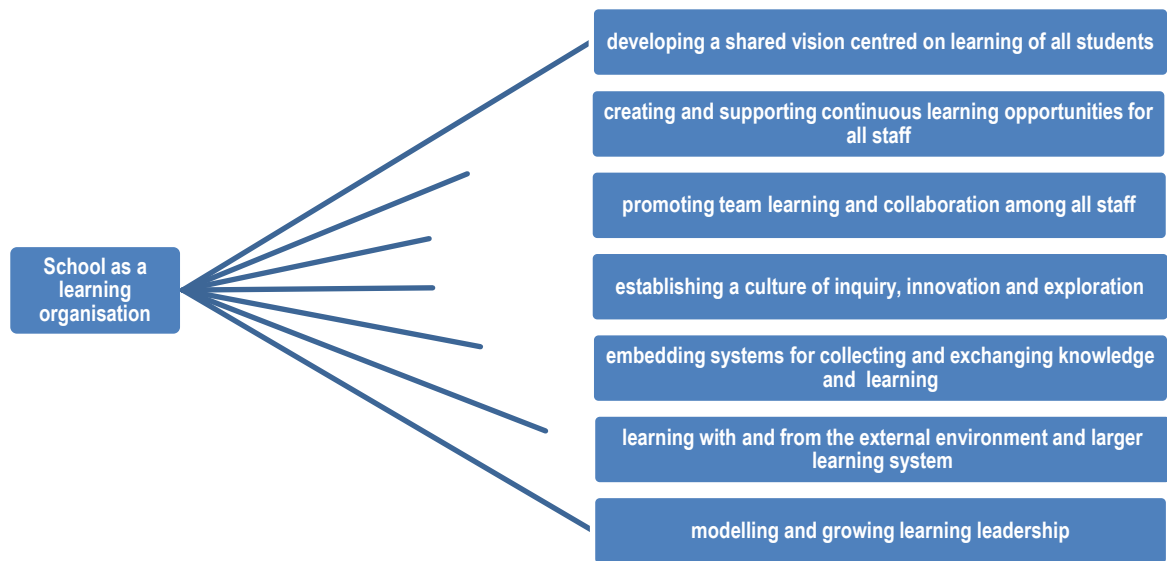 School as a
learning
organisation
developing a shared vision centred on learning of all students
creating and supporting continuous learning opportunities for
all staff
promoting team learning and collaboration among all staff
establishing a culture of inquiry, innovation and exploration
embedding systems for collecting and exchanging knowledge
and learning
learning with and from the external environment and larger
learning system
modelling and growing learning leadership